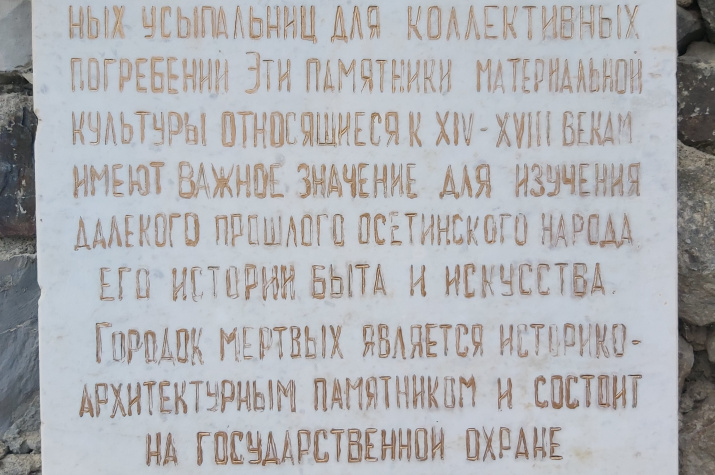 ных усыпальниц для коллективных
погребений Эти памятники материальной
культуры относящиеся к XIV-XVIII векам
имеют важное значение для изучения
далекого прошлого осетинского народа
его истории быта и искусства.
Городок мертвых является историко-
архитектурным памятником и состоит
на государственной охране